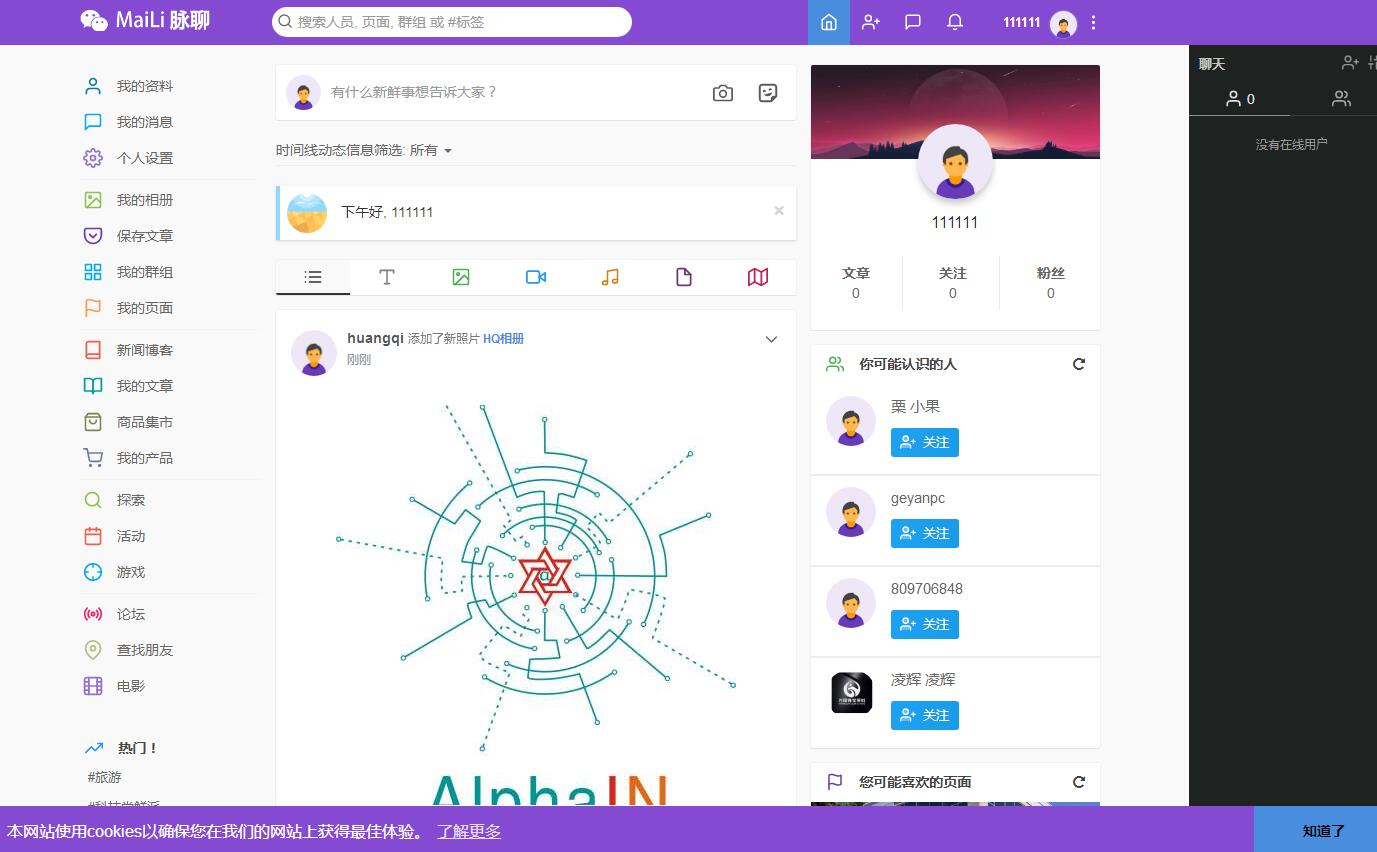 MaiLi 脉聊
搜索人员, 页面, 群组 或 #标签
111111
我的资料
我的消息
个人设置
我的相册
保存文章
我的群组
我的页面
新闻博客
我的文章
商品集市
我的产品
探索
活动
游戏
论坛
查找朋友
电影
热门！
#旅游
有什么新鲜事想告诉大家？
时间线动态信息筛选: 所有
下午好, 111111
×
huangqi 添加了新照片 HQ相册
刚刚
AlphaIN
111111
文章 关注 粉丝
0 0 0
你可能认识的人
栗 小果
关注
geyanpc
关注
809706848
关注
凌辉 凌辉
关注
您可能喜欢的页面
聊天
0
没有在线用户
本网站使用cookies以确保您在我们的网站上获得最佳体验。 了解更多
知道了